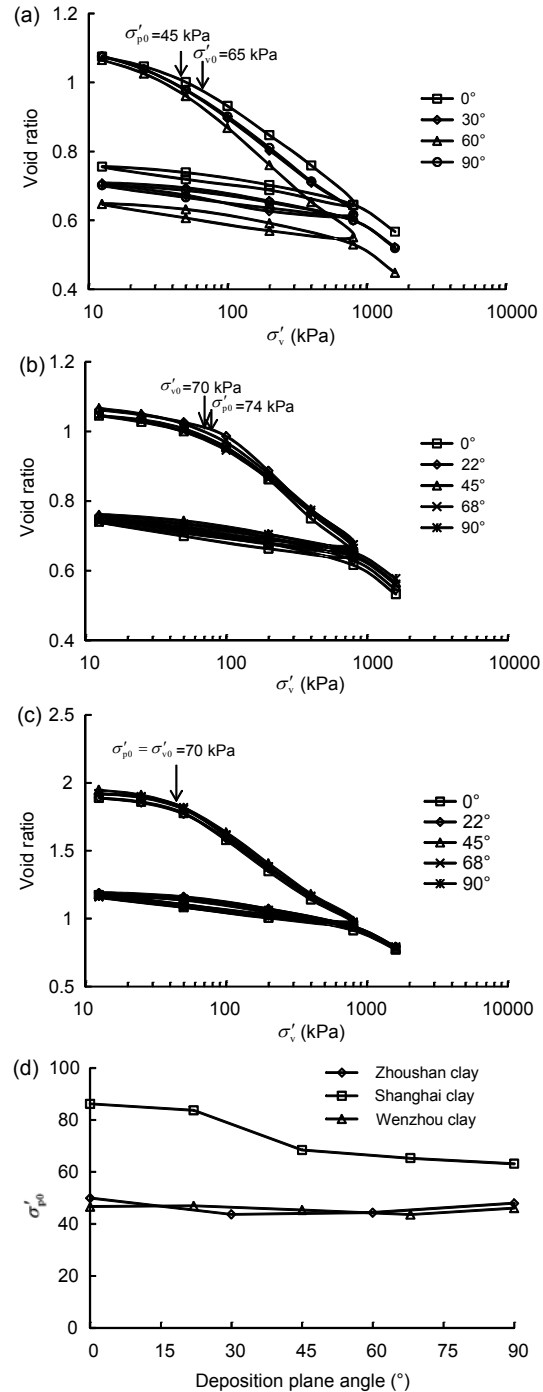 (a)
σ′p0=45 kPa
σ′v0=65 kPa
1.2
1
0.8
0.6
0.4
Void ratio
0°
30°
60°
90°
10 100 1000 10000
σ′v (kPa)
(b)
σ′v0=70 kPa
σ′p0=74 kPa
1.2
1
0.8
0.6
0.4
Void ratio
0°
22°
45°
68°
90°
10 100 1000 10000
σ′v (kPa)
(c)
σ′p0 = σ′v0=70 kPa
2.5
2
1.5
1
0.5
Void ratio
0°
22°
45°
68°
90°
10 100 1000 10000
σ′v (kPa)
(d)
Zhoushan clay
Shanghai clay
Wenzhou clay
100
80
60
40
20
0
σ′p0
0 15 30 45 60 75 90
Deposition plane angle (°)